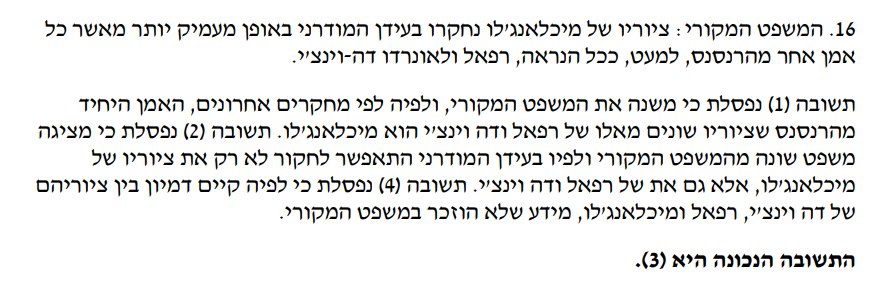 16. המשפט המקורי: ציוריו של מיכלאנג'לו נחקרו בעידן המודרני באופן מעמיק יותר מאשר כל
אמן אחר מהרנסנס, למעט, ככל הנראה, רפאל ולאונרדו דה-וינצ'י.
תשובה (1) נפסלת כי משנה את המשפט המקורי, ולפיה לפי מחקרים אחרונים, האמן היחיד
מהרנסנס שציוריו שונים מאלו של רפאל ודה וינצ'י הוא מיכלאנג'לו. תשובה (2) נפסלת כי מציגה
משפט שונה מהמשפט המקורי ולפיו בעידן המודרני התאפשר לחקור לא רק את ציוריו של
מיכלאנג'לו, אלא גם את של רפאל ודה וינצ'י. תשובה (4) נפסלת כי לפיה קיים דמיון בין ציוריהם
של דה וינצ'י, רפאל ומיכלאנג'לו, מידע שלא הוזכר במשפט המקורי.
התשובה הנכונה היא (3).